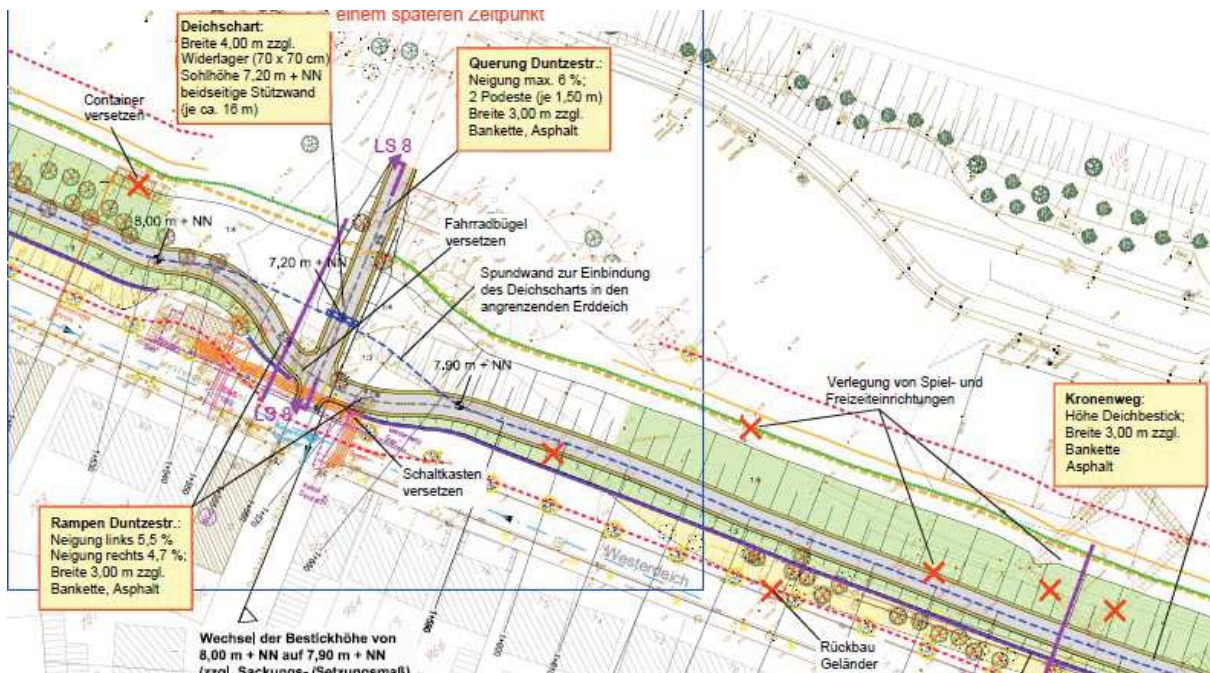 einem späteren Zeitpunkt
Deichschart:
Breite 4,00 m zzgl.
Widerlager (70 x 70 cm)
Sohlhöhe 7,20 m + NN
beidseitige Stützwand
(je ca. 16 m)
Querung Duntzestr.:
Neigung max. 6 %;
2 Podeste (je 1,50 m)
Breite 3,00 m zzgl.
Bankette, Asphalt
Container
versetzen
LS 8
8,00 m + NN
Fahrradbügel
versetzen
7,20 m + NN
Spundwand zur Einbindung
des Deichscharts in den
angrenzenden Erddeich
7,90 m + NN
Verlegung von Spiel- und
Freizeiteinrichtungen
Kronenweg:
Höhe Deichbestick;
Breite 3,00 m zzgl.
Bankette
Asphalt
LS 8
Schaltkasten
versetzen
Rampen Duntzestr.:
Neigung links 5,5 %
Neigung rechts 4,7 %;
Breite 3,00 m zzgl.
Bankette, Asphalt
Westerdeich
Wechsel der Bestickhöhe von
8,00 m + NN auf 7,90 m + NN
(zzgl. Sackungs- /Setzungsmaß)
Rückbau
Geländer